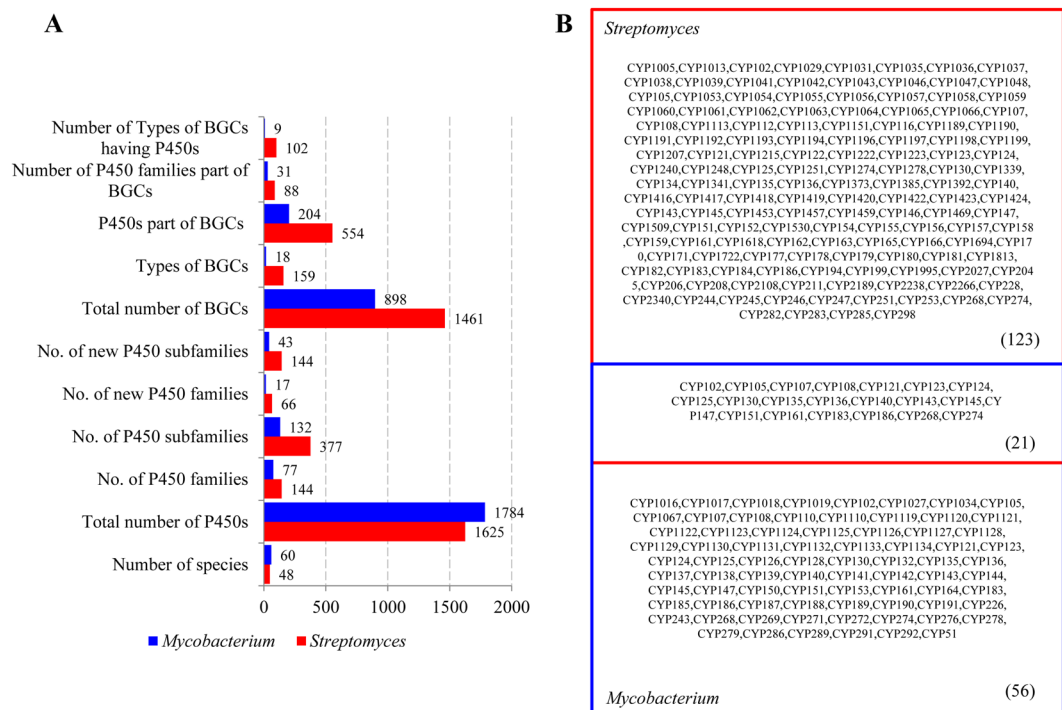 A
Number of Types of BGCs
having P450s
9
102
Number of P450 families part of
BGCs
31
88
P450s part of BGCs
204
554
Types of BGCs
18
159
Total number of BGCs
898
1461
No. of new P450 subfamilies
43
144
No. of new P450 families
17
66
No. of P450 subfamilies
132
377
No. of P450 families
77
144
Total number of P450s
1784
1625
Number of species
60
48
0 500 1000 1500 2000
Mycobacterium Streptomyces
B
Streptomyces
CYP1005,CYP1013,CYP102,CYP1029,CYP1031,CYP1035,CYP1036,CYP1037,
CYP1038,CYP1039,CYP1041,CYP1042,CYP1043,CYP1046,CYP1047,CYP1048,
CYP105,CYP1053,CYP1054,CYP1055,CYP1056,CYP1057,CYP1058,CYP1059
CYP1060,CYP1061,CYP1062,CYP1063,CYP1064,CYP1065,CYP1066,CYP107,
CYP108,CYP1113,CYP112,CYP113,CYP1151,CYP116,CYP1189,CYP1190,
CYP1191,CYP1192,CYP1193,CYP1194,CYP1196,CYP1197,CYP1198,CYP1199,
CYP1207,CYP121,CYP1215,CYP122,CYP1222,CYP1223,CYP123,CYP124,
CYP1240,CYP1248,CYP125,CYP1251,CYP1274,CYP1278,CYP130,CYP1339,
CYP134,CYP1341,CYP135,CYP136,CYP1373,CYP1385,CYP1392,CYP140,
CYP1416,CYP1417,CYP1418,CYP1419,CYP1420,CYP1422,CYP1423,CYP1424,
CYP143,CYP145,CYP1453,CYP1457,CYP1459,CYP146,CYP1469,CYP147,
CYP1509,CYP151,CYP152,CYP1530,CYP154,CYP155,CYP156,CYP157,CYP158
,CYP159,CYP161,CYP1618,CYP162,CYP163,CYP165,CYP166,CYP1694,CYP17
0,CYP171,CYP1722,CYP177,CYP178,CYP179,CYP180,CYP181,CYP1813,
CYP182,CYP183,CYP184,CYP186,CYP194,CYP199,CYP1995,CYP2027,CYP204
5,CYP206,CYP208,CYP2108,CYP211,CYP2189,CYP2238,CYP2266,CYP228,
CYP2340,CYP244,CYP245,CYP246,CYP247,CYP251,CYP253,CYP268,CYP274,
CYP282,CYP283,CYP285,CYP298
(123)
CYP102,CYP105,CYP107,CYP108,CYP121,CYP123,CYP124,
CYP125,CYP130,CYP135,CYP136,CYP140,CYP143,CYP145,CY
P147,CYP151,CYP161,CYP183,CYP186,CYP268,CYP274
(21)
CYP1016,CYP1017,CYP1018,CYP1019,CYP102,CYP1027,CYP1034,CYP105,
CYP1067,CYP107,CYP108,CYP110,CYP1110,CYP1119,CYP1120,CYP1121,
CYP1122,CYP1123,CYP1124,CYP1125,CYP1126,CYP1127,CYP1128,
CYP1129,CYP1130,CYP1131,CYP1132,CYP1133,CYP1134,CYP121,CYP123,
CYP124,CYP125,CYP126,CYP128,CYP130,CYP132,CYP135,CYP136,
CYP137,CYP138,CYP139,CYP140,CYP141,CYP142,CYP143,CYP144,
CYP145,CYP147,CYP150,CYP151,CYP153,CYP161,CYP164,CYP183,
CYP185,CYP186,CYP187,CYP188,CYP189,CYP190,CYP191,CYP226,
CYP243,CYP268,CYP269,CYP271,CYP272,CYP274,CYP276,CYP278,
CYP279,CYP286,CYP289,CYP291,CYP292,CYP51
(56)
Mycobacterium